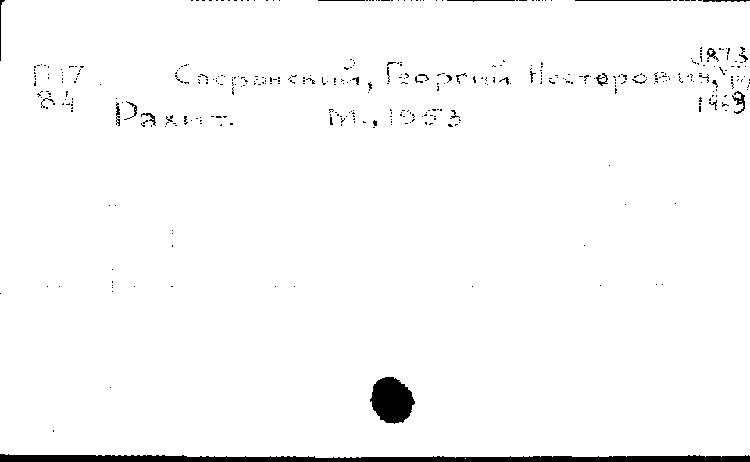 П17 Сперанский, Георгий Несторович, 1873
84 1969
Рахит. М., 1953